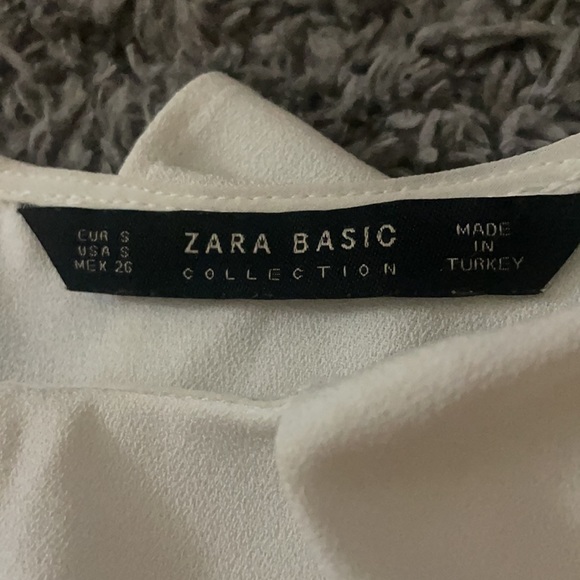 EUR S
USA S
MEX 26
ZARA BASIC
COLLECTION
MADE
IN
TURKEY